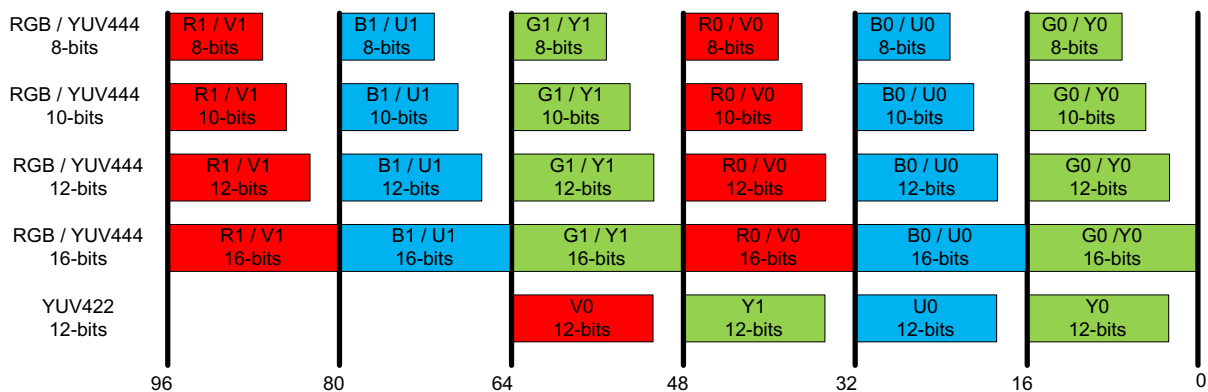 RGB / YUV444
8-bits
R1 / V1
8-bits
B1 / U1
8-bits
G1 / Y1
8-bits
R0 / V0
8-bits
B0 / U0
8-bits
G0 / Y0
8-bits
RGB / YUV444
10-bits
R1 / V1
10-bits
B1 / U1
10-bits
G1 / Y1
10-bits
R0 / V0
10-bits
B0 / U0
10-bits
G0 / Y0
10-bits
RGB / YUV444
12-bits
R1 / V1
12-bits
B1 / U1
12-bits
G1 / Y1
12-bits
R0 / V0
12-bits
B0 / U0
12-bits
G0 / Y0
12-bits
RGB / YUV444
16-bits
R1 / V1
16-bits
B1 / U1
16-bits
G1 / Y1
16-bits
R0 / V0
16-bits
B0 / U0
16-bits
G0 /Y0
16-bits
YUV422
12-bits
V0
12-bits
Y1
12-bits
U0
12-bits
Y0
12-bits
96 80 64 48 32 16 0